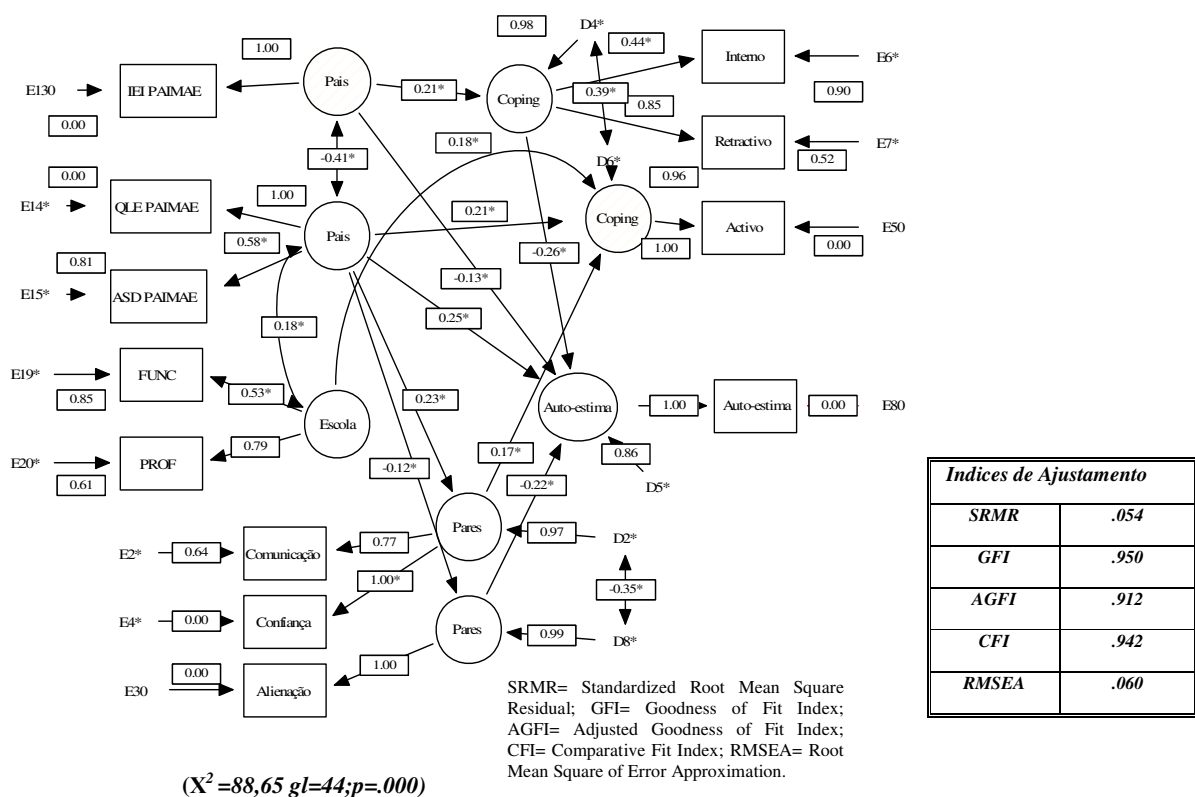 0.98
D4*
1.00
0.44*
Interno
E6*
E130
IEI PAIMAE
Pais
0.21*
Coping
0.39*
0.85
0.90
0.00
0.18*
Retractivo
E7*
-0.41*
D6*
0.52
0.00
1.00
0.96
E14*
QLE PAIMAE
Pais
0.21*
Coping
Activo
E50
0.58*
1.00
0.00
0.81
-0.26*
E15*
ASD PAIMAE
-0.13*
0.18*
0.25*
E19*
FUNC
0.53*
0.23*
Auto-estima
1.00
Auto-estima
0.00
E80
0.85
Escola
0.79
0.17*
0.86
E20*
PROF
-0.12*
0.61
-0.22*
D5*
Pares
0.97
D2*
E2*
0.64
Comunicação
0.77
1.00*
-0.35*
E4*
0.00
Confiança
Pares
0.99
D8*
0.00
1.00
E30
Alienação
SRMR= Standardized Root Mean Square
Residual; GFI= Goodness of Fit Index;
AGFI= Adjusted Goodness of Fit Index;
CFI= Comparative Fit Index; RMSEA= Root
Mean Square of Error Approximation.
(X² =88,65 gl=44;p=.000)
Indices de Ajustamento
SRMR .054
GFI .950
AGFI .912
CFI .942
RMSEA .060